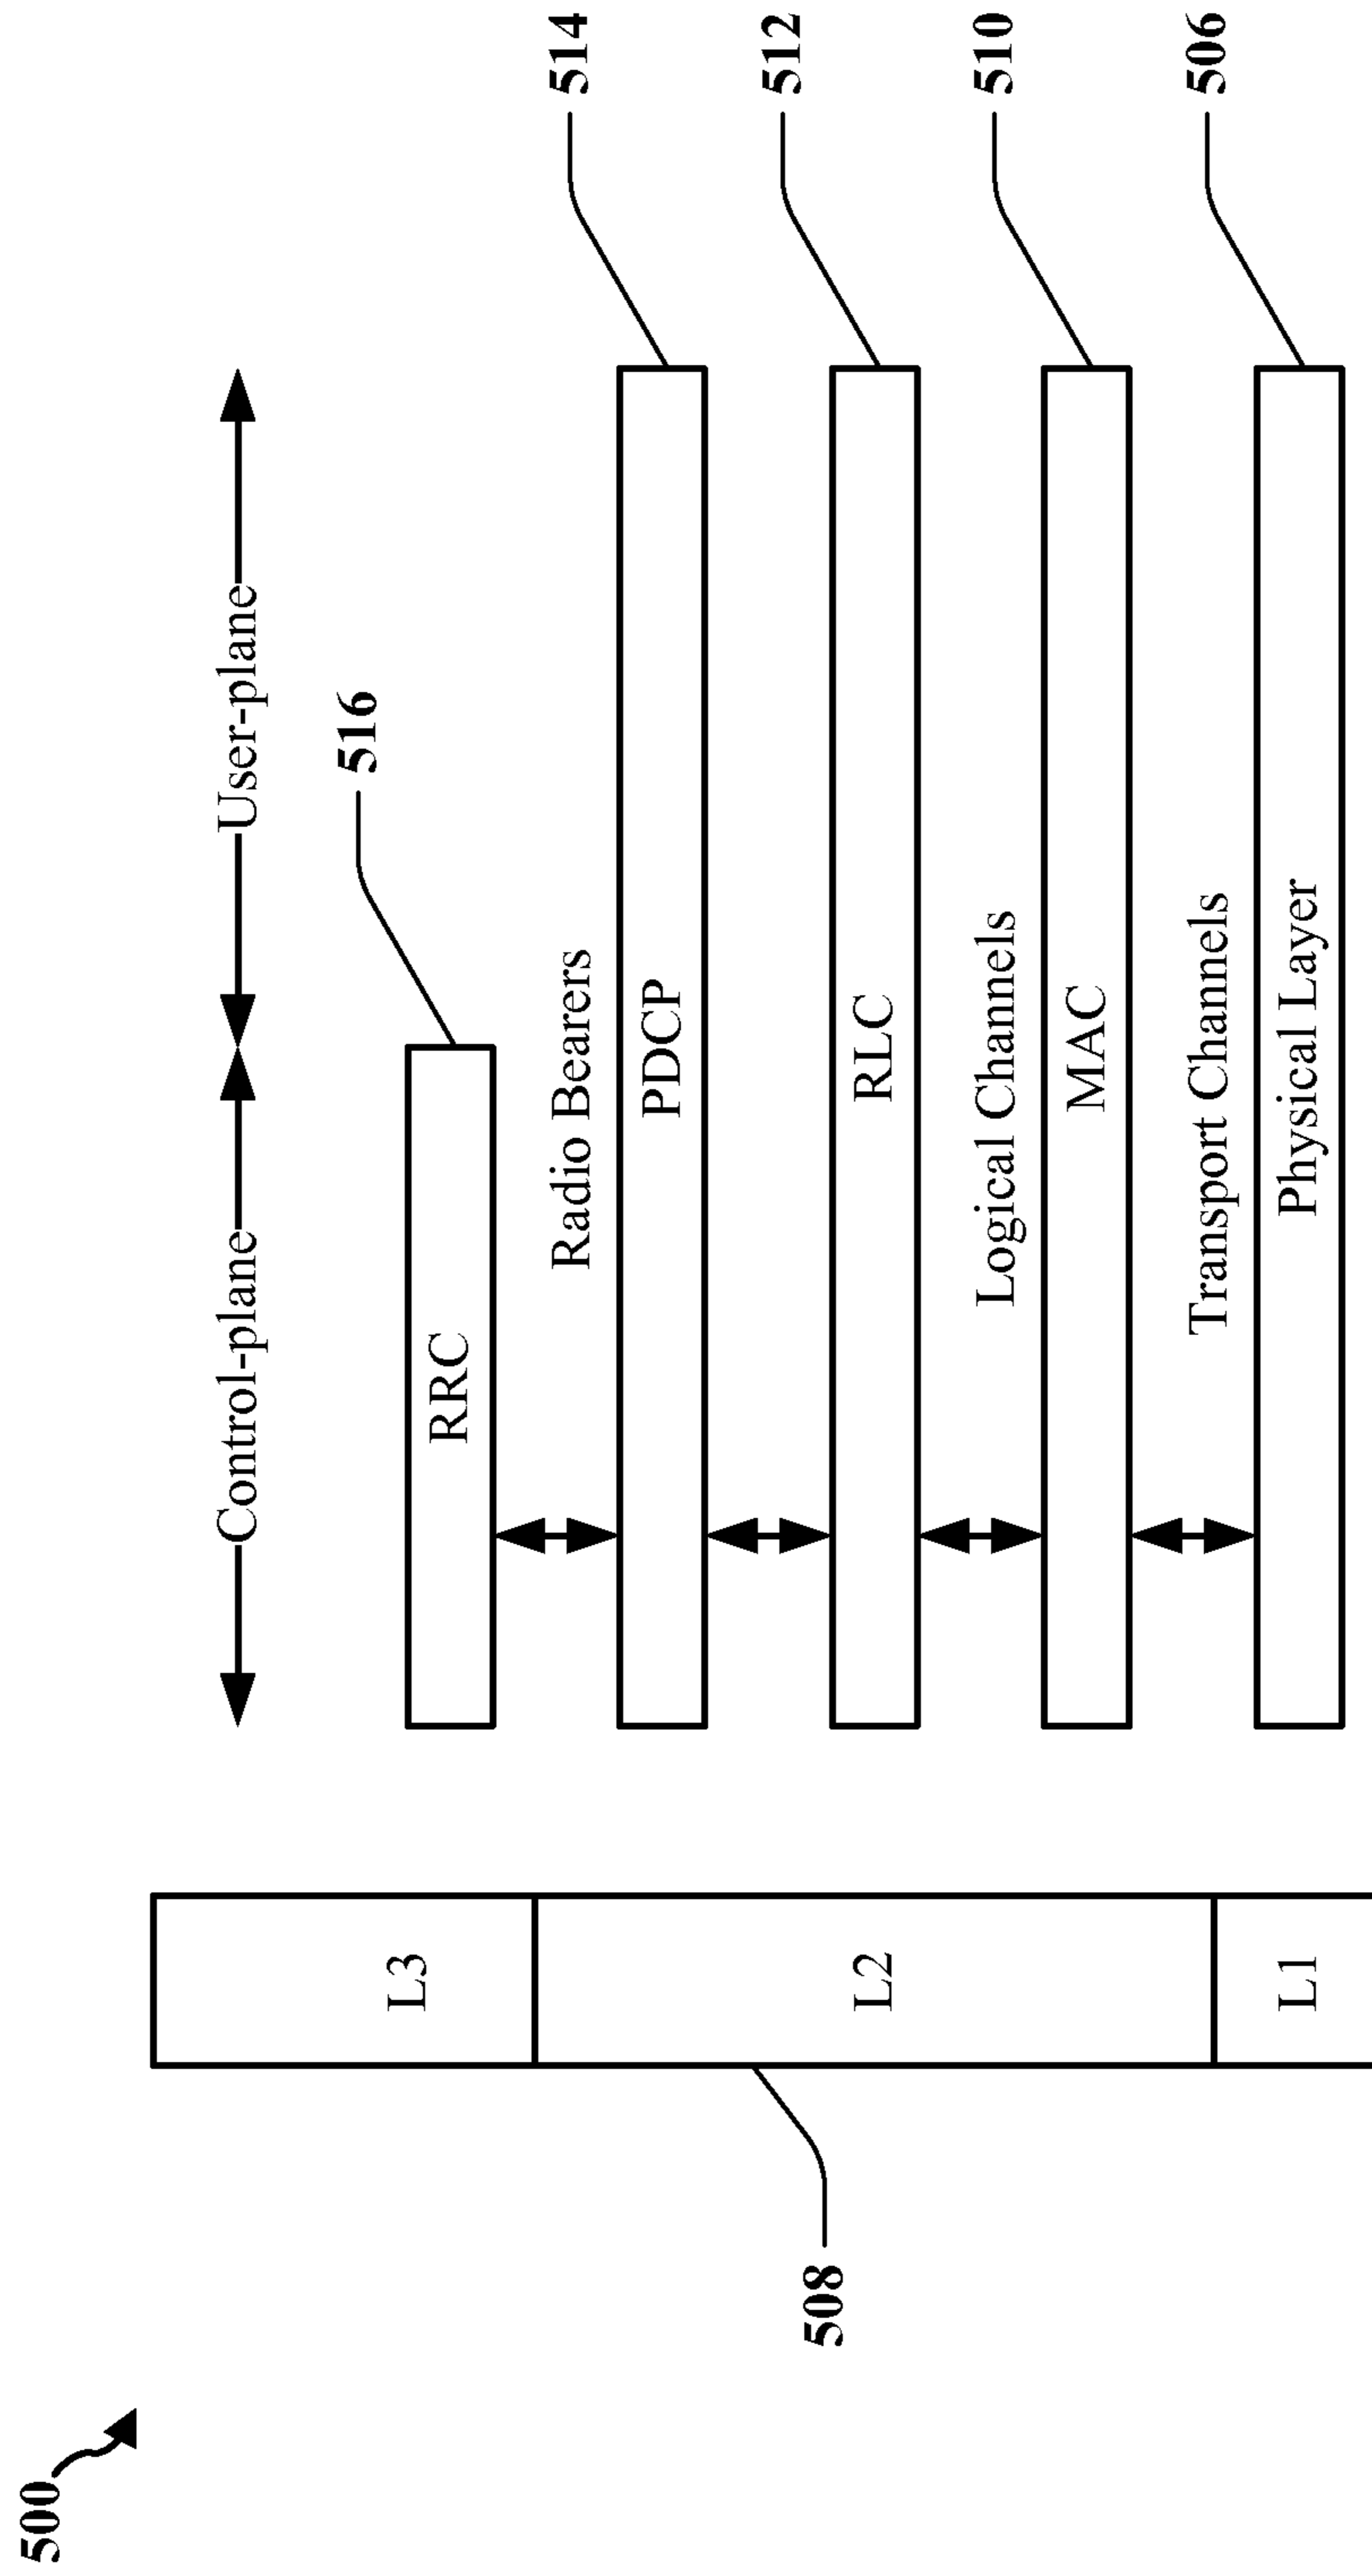 500
Control-plane
User-plane
516
L3
RRC
Radio Bearers
514
PDCP
508
L2
512
RLC
Logical Channels
510
MAC
Transport Channels
506
L1
Physical Layer